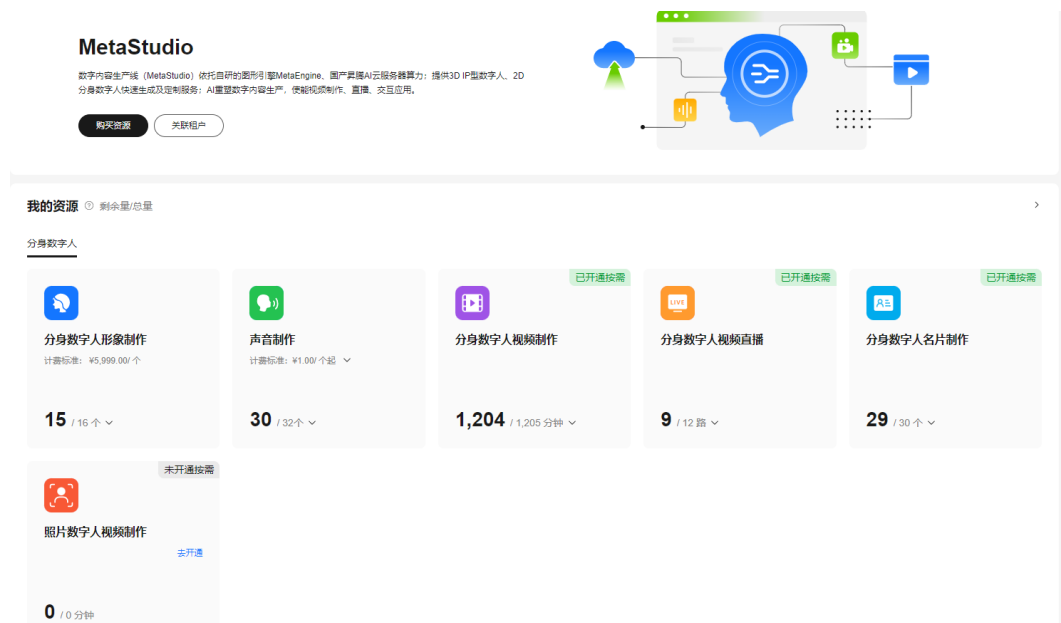 MetaStudio
数字内容生产线（MetaStudio）依托自研的图形引擎MetaEngine、国产昇腾AI云服务器算力；提供3D IP型数字人、2D
分身数字人快速生成及定制服务；AI重塑数字内容生产，使能视频制作、直播、交互应用。
购买资源 关联租户
我的资源 剩余量/总量
分身数字人
已开通按需 已开通按需 已开通按需
LIVE
分身数字人形象制作 声音制作 分身数字人视频制作 分身数字人视频直播 分身数字人名片制作
计费标准：¥5,999.00/ 个 计费标准：¥1.00/ 个起
15 / 16 个 30 / 32个 1,204 / 1,205 分钟 9 / 12 路 29 / 30 个
未开通按需
照片数字人视频制作
去开通
0 / 0 分钟